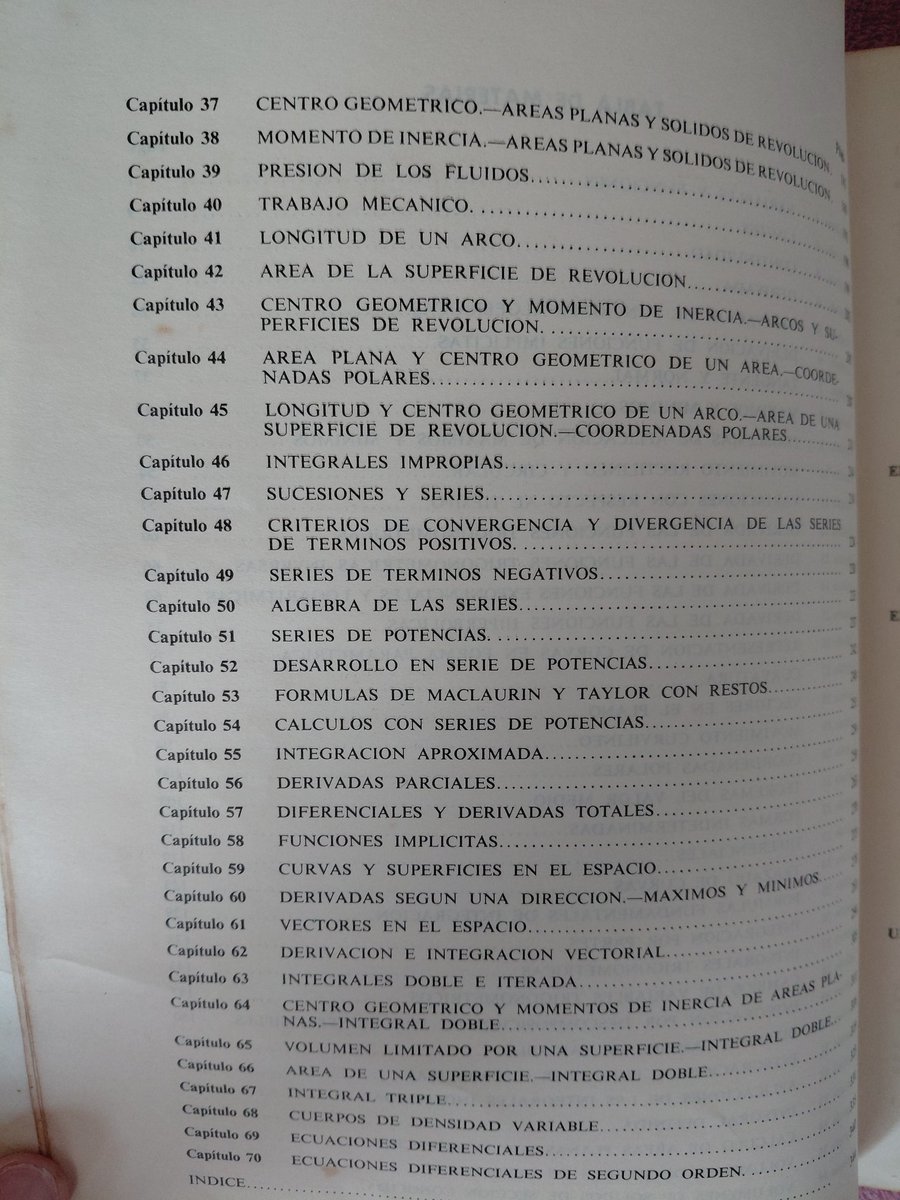 Capítulo 37 CENTRO GEOMETRICO.—AREAS PLANAS Y SOLIDOS DE REVOLUCION.
Capítulo 38 MOMENTO DE INERCIA.—AREAS PLANAS Y SOLIDOS DE REVOLUCION.
Capítulo 39 PRESION DE LOS FLUIDOS
Capítulo 40 TRABAJO MECANICO.
Capítulo 41 LONGITUD DE UN ARCO
Capítulo 42 AREA DE LA SUPERFICIE DE REVOLUCION
Capítulo 43 CENTRO GEOMETRICO Y MOMENTO DE INERCIA.—ARCOS Y SU-
PERFICIES DE REVOLUCION.
Capítulo 44 AREA PLANA Y CENTRO GEOMETRICO DE UN AREA.—COORDE-
NADAS POLARES
Capítulo 45 LONGITUD Y CENTRO GEOMETRICO DE UN ARCO.—AREA DE UNA
SUPERFICIE DE REVOLUCION.—COORDENADAS POLARES
Capítulo 46 INTEGRALES IMPROPIAS
Capítulo 47 SUCESIONES Y SERIES
Capítulo 48 CRITERIOS DE CONVERGENCIA Y DIVERGENCIA DE LAS SERIES
DE TERMINOS POSITIVOS.
Capítulo 49 SERIES DE TERMINOS NEGATIVOS
Capítulo 50 ALGEBRA DE LAS SERIES
Capítulo 51 SERIES DE POTENCIAS.
Capítulo 52 DESARROLLO EN SERIE DE POTENCIAS
Capítulo 53 FORMULAS DE MACLAURIN Y TAYLOR CON RESTOS
Capítulo 54 CALCULOS CON SERIES DE POTENCIAS
Capítulo 55 INTEGRACION APROXIMADA
Capítulo 56 DERIVADAS PARCIALES
Capítulo 57 DIFERENCIALES Y DERIVADAS TOTALES
Capítulo 58 FUNCIONES IMPLICITAS
Capítulo 59 CURVAS Y SUPERFICIES EN EL ESPACIO
Capítulo 60 DERIVADAS SEGUN UNA DIRECCION.—MAXIMOS Y MINIMOS
Capítulo 61 VECTORES EN EL ESPACIO
Capítulo 62 DERIVACION E INTEGRACION VECTORIAL
Capítulo 63 INTEGRALES DOBLE E ITERADA
Capítulo 64 CENTRO GEOMETRICO Y MOMENTOS DE INERCIA DE AREAS PLA-
NAS.—INTEGRAL DOBLE
Capítulo 65 VOLUMEN LIMITADO POR UNA SUPERFICIE.—INTEGRAL DOBLE
Capítulo 66 AREA DE UNA SUPERFICIE.—INTEGRAL DOBLE
Capítulo 67 INTEGRAL TRIPLE
Capítulo 68 CUERPOS DE DENSIDAD VARIABLE
Capítulo 69 ECUACIONES DIFERENCIALES
Capítulo 70 ECUACIONES DIFERENCIALES DE SEGUNDO ORDEN.
INDICE